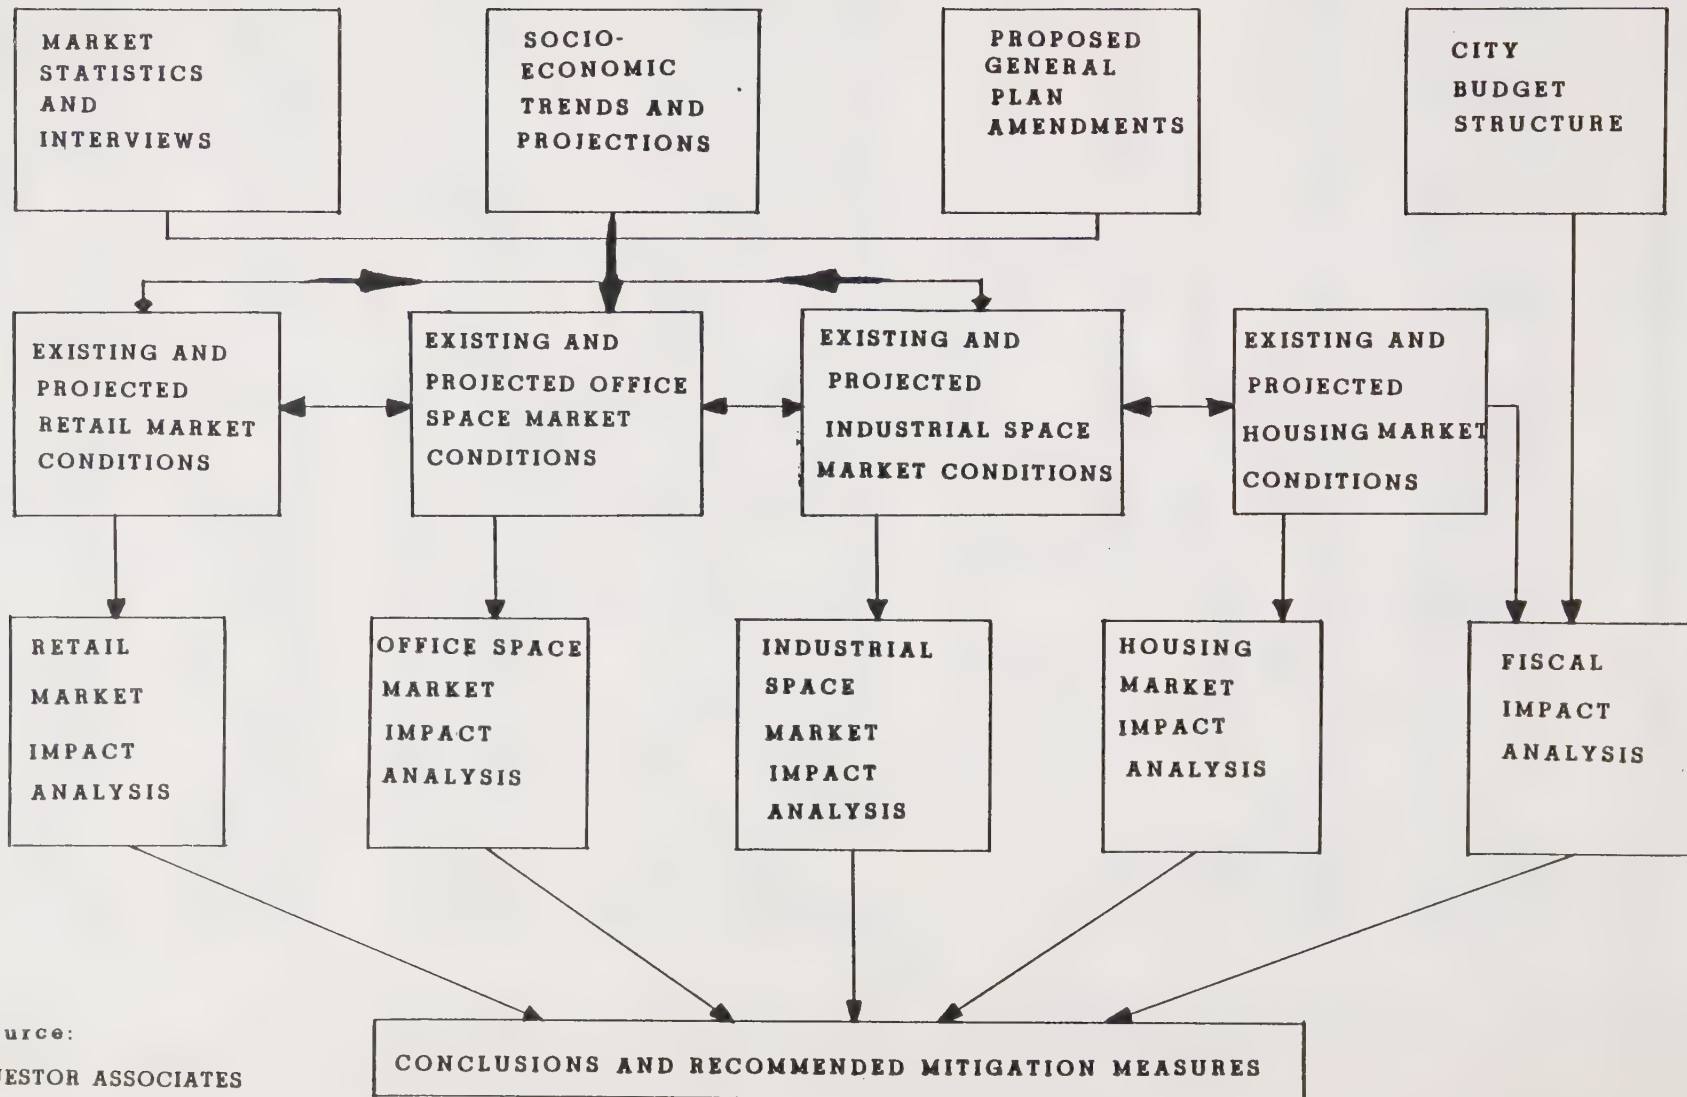 MARKET
STATISTICS
AND
INTERVIEWS
SOCIO-
ECONOMIC
TRENDS AND
PROJECTIONS
PROPOSED
GENERAL
PLAN
AMENDMENTS
CITY
BUDGET
STRUCTURE
EXISTING AND
PROJECTED
RETAIL MARKET
CONDITIONS
EXISTING AND
PROJECTED OFFICE
SPACE MARKET
CONDITIONS
EXISTING AND
PROJECTED
INDUSTRIAL SPACE
MARKET CONDITIONS
EXISTING AND
PROJECTED
HOUSING MARKET
CONDITIONS
RETAIL
MARKET
IMPACT
ANALYSIS
OFFICE SPACE
MARKET
IMPACT
ANALYSIS
INDUSTRIAL
SPACE
MARKET
IMPACT
ANALYSIS
HOUSING
MARKET
IMPACT
ANALYSIS
FISCAL
IMPACT
ANALYSIS
urce:
ESTOR ASSOCIATES
CONCLUSIONS AND RECOMMENDED MITIGATION MEASURES